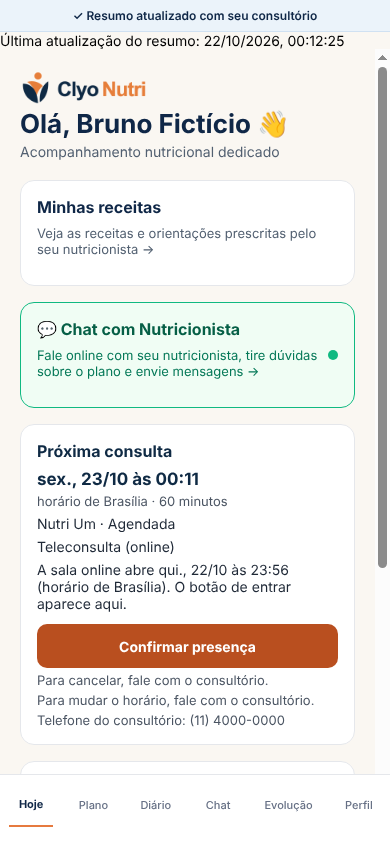 ✓ Resumo atualizado com seu consultório
Última atualização do resumo: 22/10/2026, 00:12:25
Clyo Nutri
Olá, Bruno Fictício 👋
Acompanhamento nutricional dedicado
Minhas receitas
Veja as receitas e orientações prescritas pelo
seu nutricionista →
💬 Chat com Nutricionista
Fale online com seu nutricionista, tire dúvidas
sobre o plano e envie mensagens →
Próxima consulta
sex., 23/10 às 00:11
horário de Brasília · 60 minutos
Nutri Um · Agendada
Teleconsulta (online)
A sala online abre qui., 22/10 às 23:56
(horário de Brasília). O botão de entrar
aparece aqui.
Confirmar presença
Para cancelar, fale com o consultório.
Para mudar o horário, fale com o consultório.
Telefone do consultório: (11) 4000-0000
Hoje Plano Diário Chat Evolução Perfil